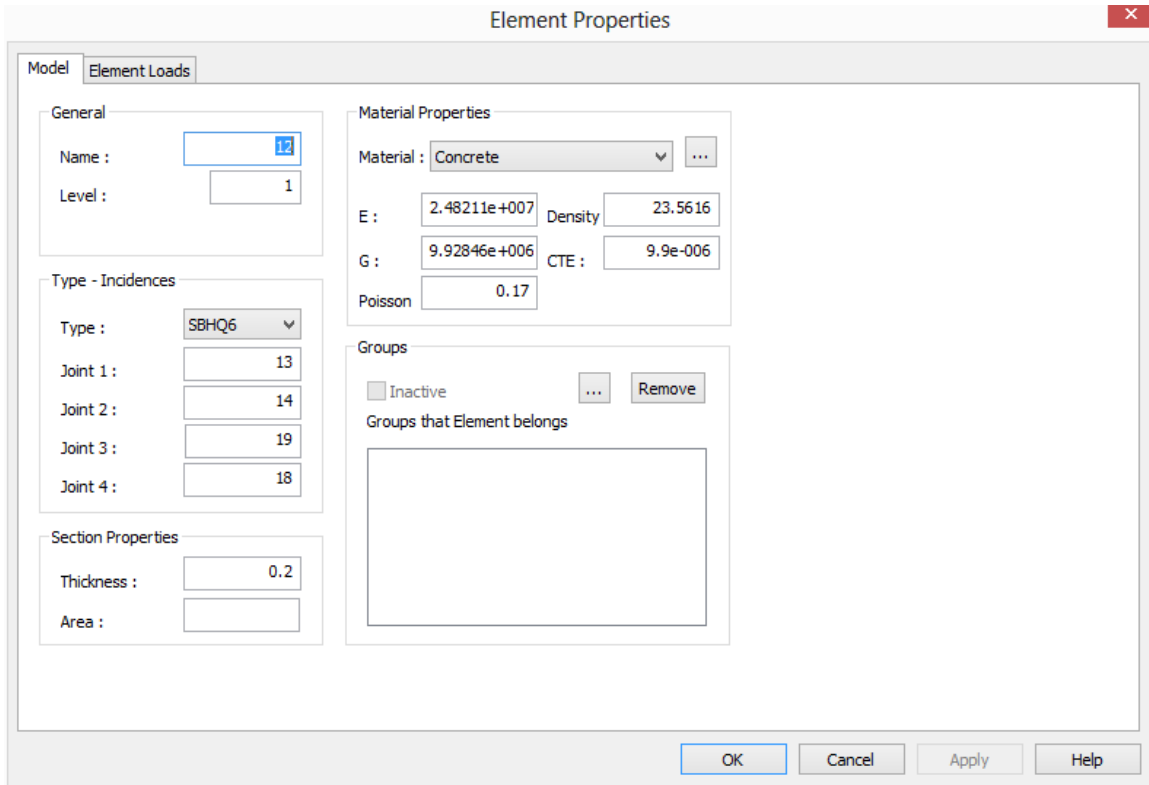 Element Properties
Model
Element Loads
General
Name :
12
Level :
1
Type - Incidences
Type :
SBHQ6
Joint 1 :
13
Joint 2 :
14
Joint 3 :
19
Joint 4 :
18
Section Properties
Thickness :
0.2
Area :
Material Properties
Material :
Concrete
...
E :
2.48211e+007
Density
23.5616
G :
9.92846e+006
CTE :
9.9e-006
Poisson
0.17
Groups
Inactive
...
Remove
Groups that Element belongs
OK
Cancel
Apply
Help